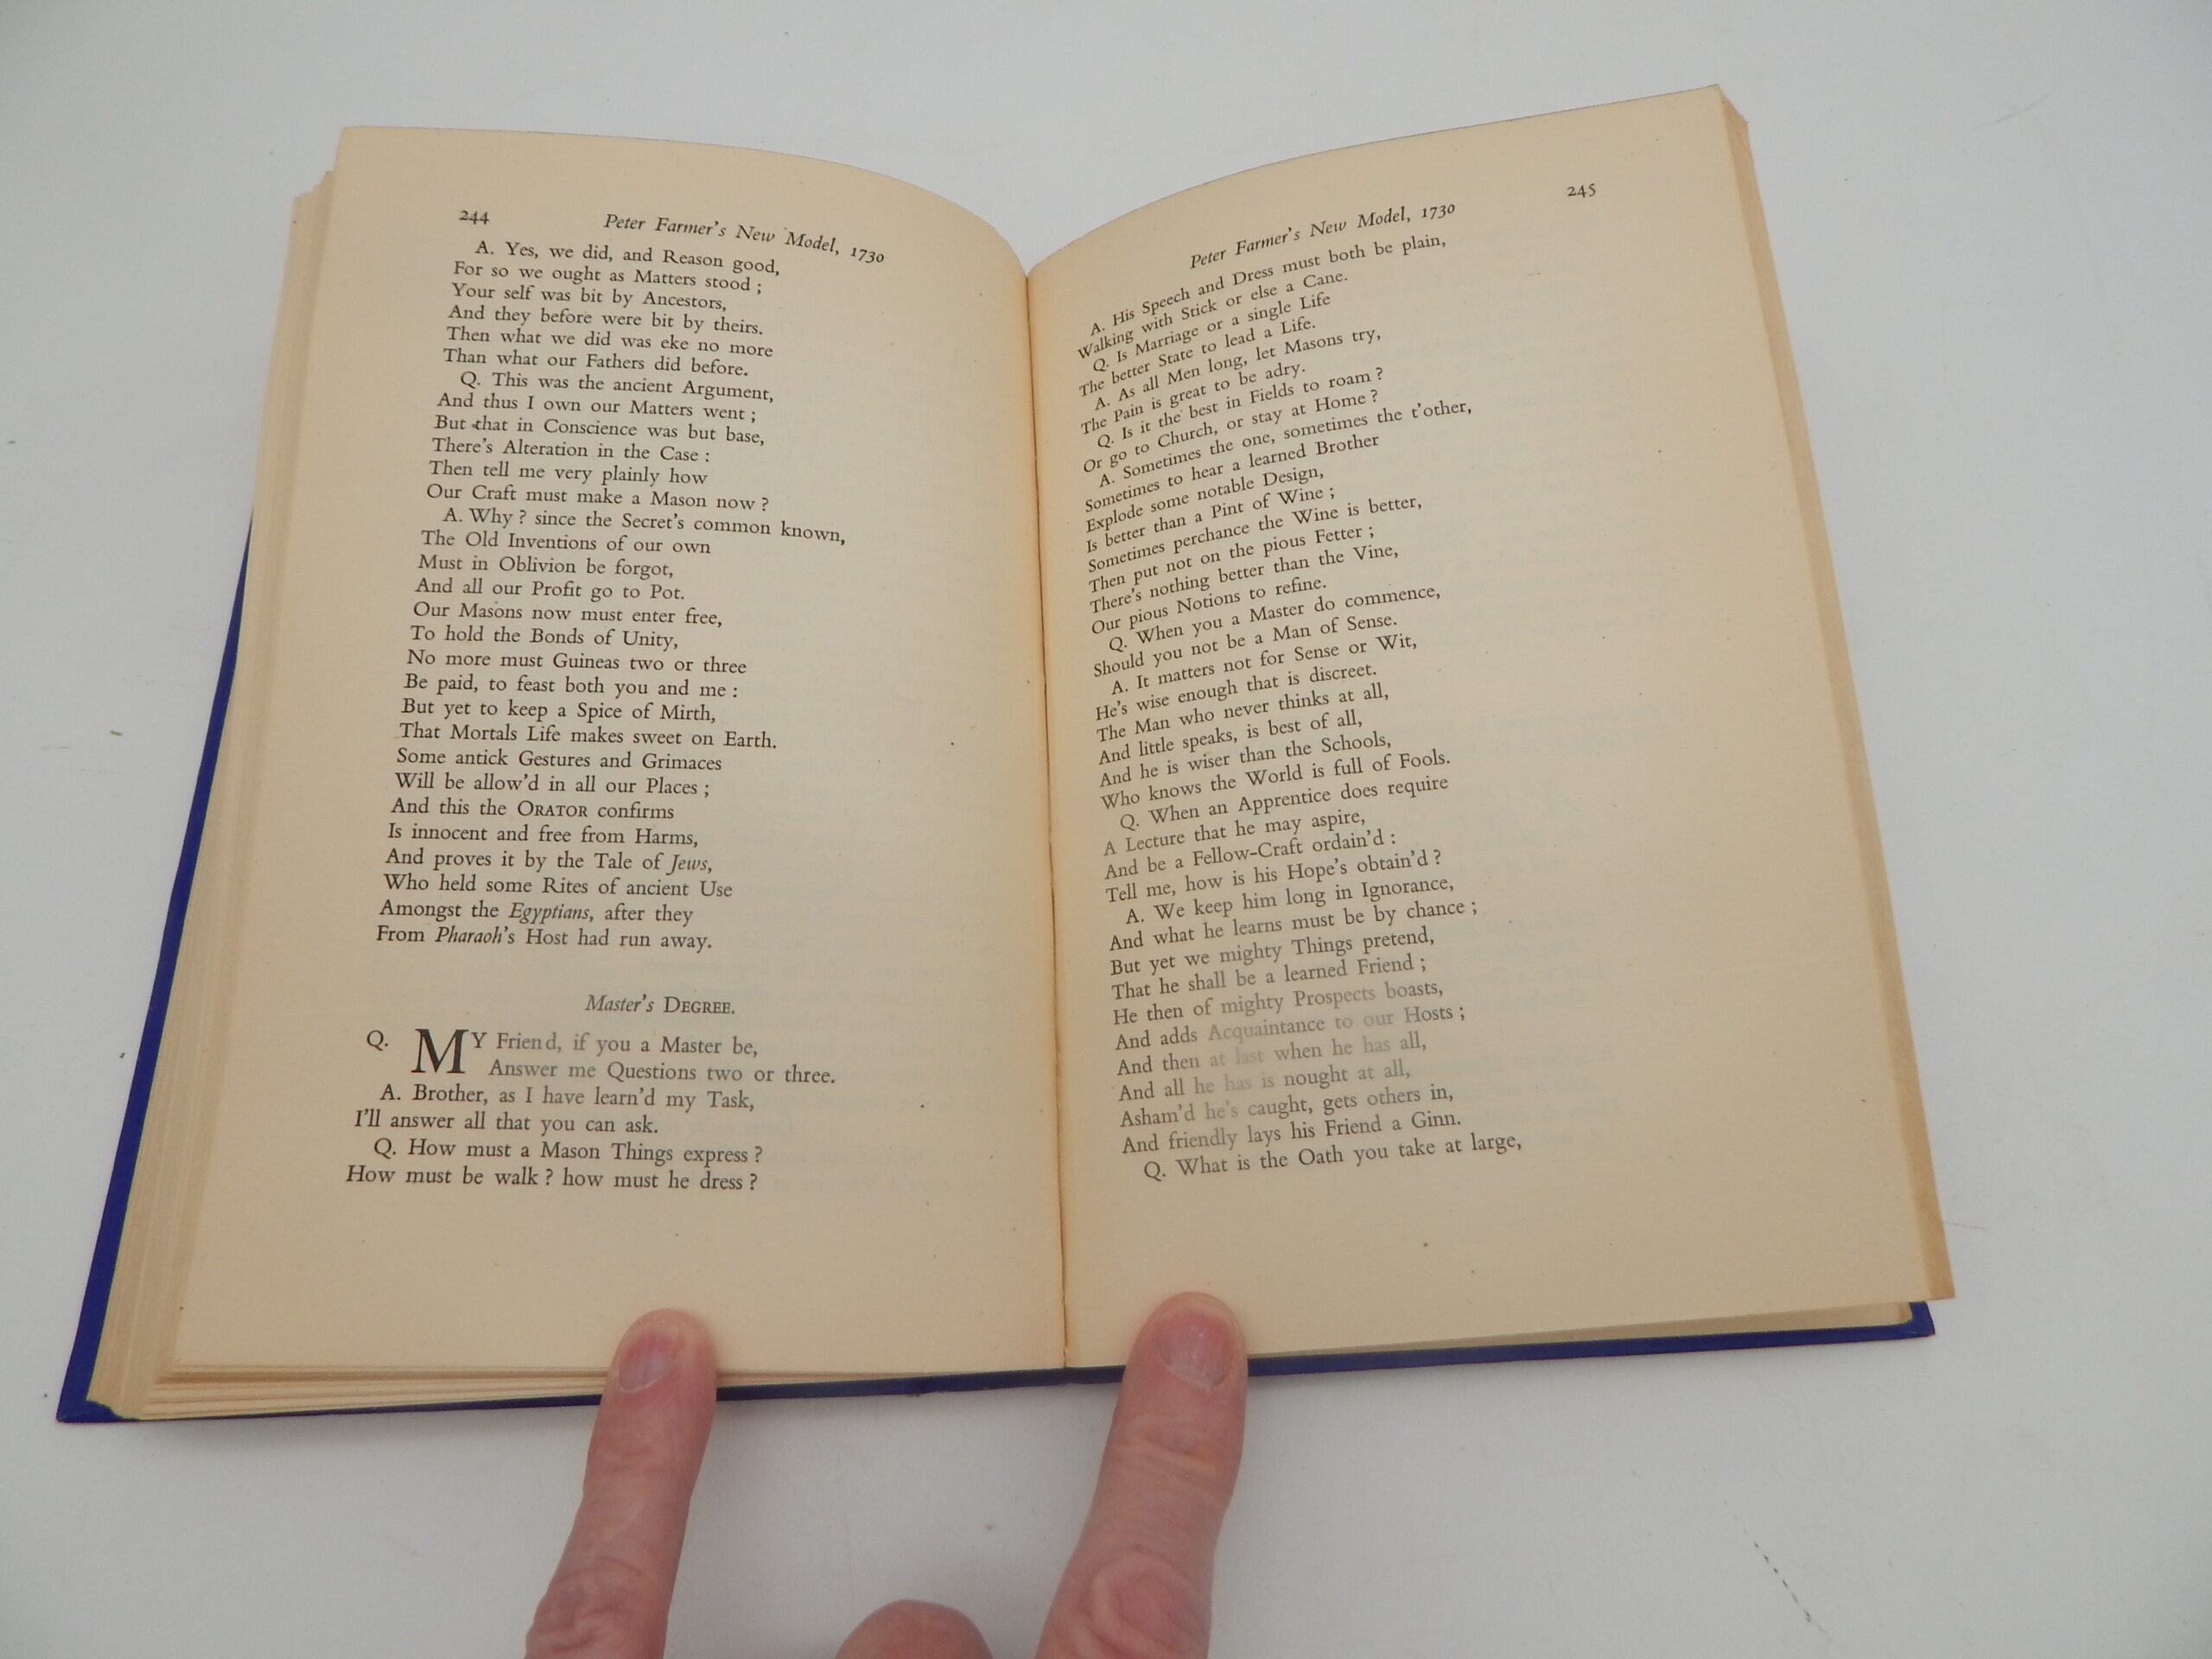 244
Peter Farmer's New Model, 1730
A. Yes, we did, and Reason good,
For so we ought as Matters stood ;
Your self was bit by Ancestors,
And they before were bit by theirs.
Then what we did was eke no more
Than what our Fathers did before.
Q. This was the ancient Argument,
And thus I own our Matters went ;
But that in Conscience was but base,
There's Alteration in the Case :
Then tell me very plainly how
Our Craft must make a Mason now ?
A. Why ? since the Secret's common known,
The Old Inventions of our own
Must in Oblivion be forgot,
And all our Profit go to Pot.
Our Masons now must enter free,
To hold the Bonds of Unity,
No more must Guineas two or three
Be paid, to feast both you and me :
But yet to keep a Spice of Mirth,
That Mortals Life makes sweet on Earth.
Some antick Gestures and Grimaces
Will be allow'd in all our Places ;
And this the ORATOR confirms
Is innocent and free from Harms,
And proves it by the Tale of Jews,
Who held some Rites of ancient Use
Amongst the Egyptians, after they
From Pharaoh's Host had run away.
Master's DEGREE.
Q. MY Friend, if you a Master be,
Answer me Questions two or three.
A. Brother, as I have learn'd my Task,
I'll answer all that you can ask.
Q. How must a Mason Things express ?
How must be walk ? how must he dress ?
Peter Farmer's New Model, 1730
245
A. His Speech and Dress must both be plain,
Walking with Stick or else a Cane.
Q. Is Marriage or a single Life
The better State to lead a Life.
A. As all Men long, let Masons try,
The Pain is great to be adry.
Q. Is it the best in Fields to roam ?
Or go to Church, or stay at Home ?
A. Sometimes the one, sometimes the t'other,
Sometimes to hear a learned Brother
Explode some notable Design,
Is better than a Pint of Wine ;
Sometimes perchance the Wine is better,
Then put not on the pious Fetter ;
There's nothing better than the Vine,
Our pious Notions to refine.
Q. When you a Master do commence,
Should you not be a Man of Sense.
A. It matters not for Sense or Wit,
He's wise enough that is discreet.
The Man who never thinks at all,
And little speaks, is best of all,
And he is wiser than the Schools,
Who knows the World is full of Fools.
Q. When an Apprentice does require
A Lecture that he may aspire,
And be a Fellow-Craft ordain'd :
Tell me, how is his Hope's obtain'd ?
A. We keep him long in Ignorance,
And what he learns must be by chance ;
But yet we mighty Things pretend,
That he shall be a learned Friend ;
He then of mighty Prospects boasts,
And adds Acquaintance to our Hosts ;
And then at last when he has all,
And all he has is nought at all,
Asham'd he's caught, gets others in,
And friendly lays his Friend a Ginn.
Q. What is the Oath you take at large,